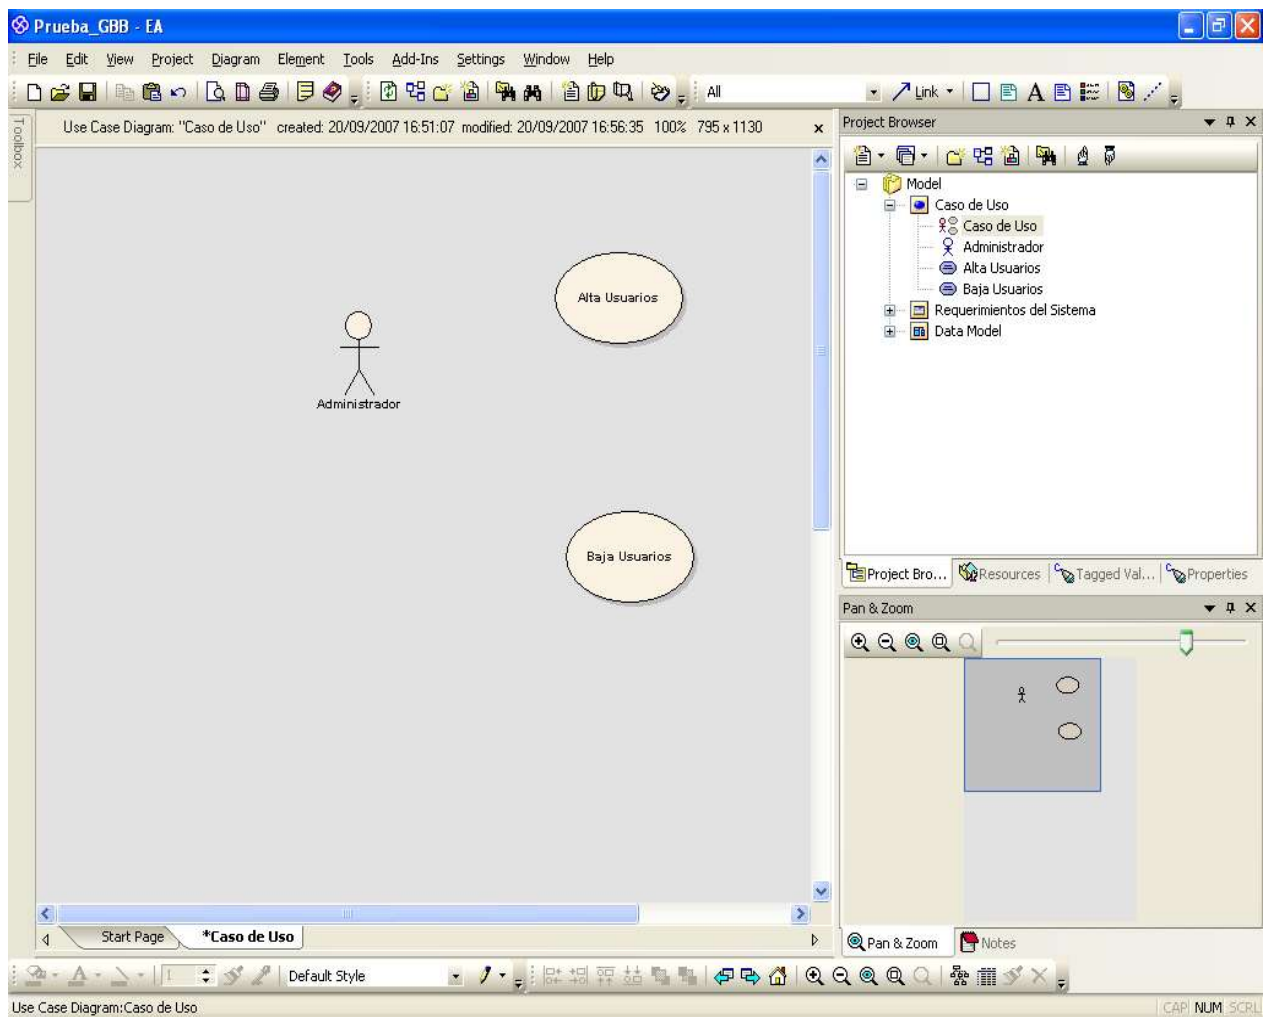 Prueba_GBB - EA
File Edit View Project Diagram Element Tools Add-Ins Settings Window Help
All Link A
Toolbox
Use Case Diagram: "Caso de Uso" created: 20/09/2007 16:51:07 modified: 20/09/2007 16:56:35 100% 795 x 1130
Alta Usuarios
Administrador
Baja Usuarios
Start Page *Caso de Uso
Project Browser
Model
Caso de Uso
Caso de Uso
Administrador
Alta Usuarios
Baja Usuarios
Requerimientos del Sistema
Data Model
Project Bro... Resources Tagged Val... Properties
Pan & Zoom
Pan & Zoom Notes
A 1 Default Style
Use Case Diagram:Caso de Uso CAP NUM SCRL